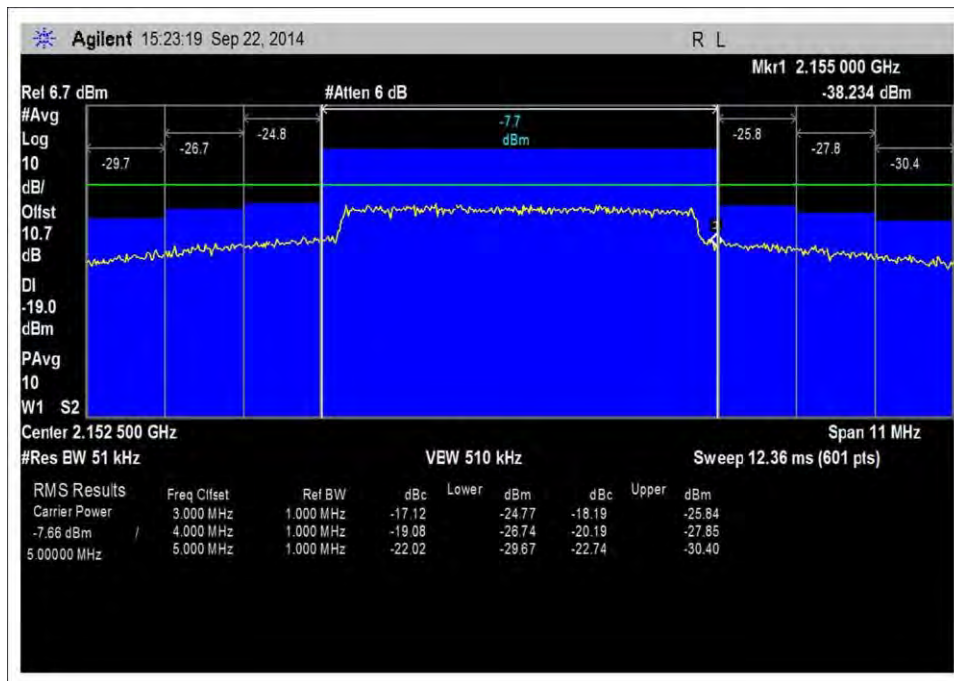 Agilent 15:23:19 Sep 22, 2014 R L
Mkr1 2.155 000 GHz
Ref 6.7 dBm #Atten 6 dB -38.234 dBm
#Avg
Log
10
dB/
Offst
10.7
dB
DI
-19.0
dBm
PAvg
10
W1 S2
-29.7
-26.7
-24.8
-7.7
dBm
-25.8
-27.8
-30.4
Center 2.152 500 GHz Span 11 MHz
#Res BW 51 kHz VBW 510 kHz Sweep 12.36 ms (601 pts)
RMS Results Freq Offset Ref BW dBc Lower dBm dBc Upper dBm
Carrier Power 3.000 MHz 1.000 MHz -17.12 -24.77 -18.19 -25.84
-7.66 dBm / 4.000 MHz 1.000 MHz -19.08 -26.74 -20.19 -27.85
5.00000 MHz 5.000 MHz 1.000 MHz -22.02 -29.67 -22.74 -30.40